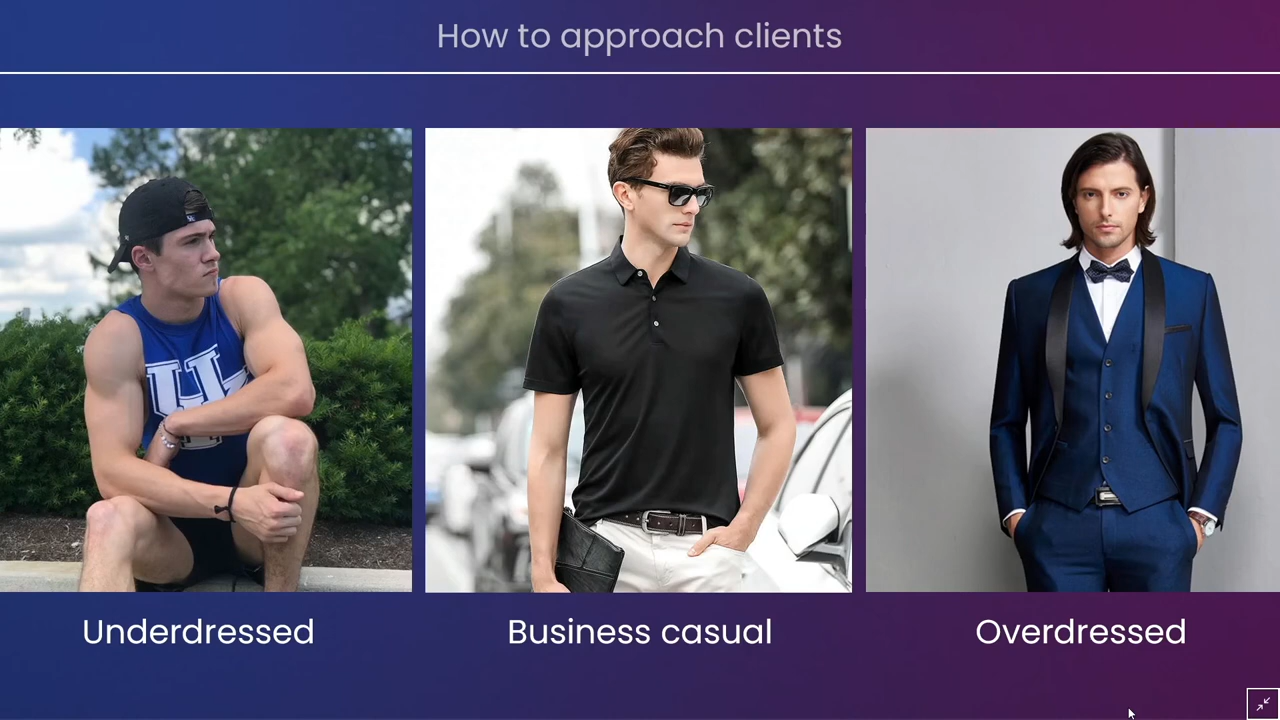 How to approach clients
Underdressed
Business casual
Overdressed